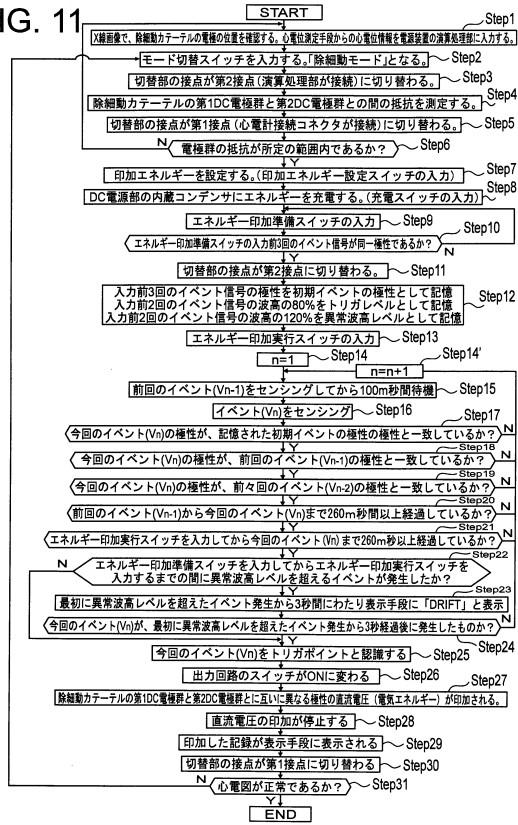 IG. 11
START
Step1
X線画像で、除細動カテーテルの電極の位置を確認する。心電位測定手段からの心電位情報を電源装置の演算処理部に入力する。
モード切替スイッチを入力する。「除細動モード」となる。
Step2
切替部の接点が第2接点(演算処理部が接続)に切り替わる。
Step3
除細動カテーテルの第1DC電極群と第2DC電極群との間の抵抗を測定する。
Step4
切替部の接点が第1接点(心電計接続コネクタが接続)に切り替わる。
Step5
N
電極群の抵抗が所定の範囲内であるか?
Step6
Y
印加エネルギーを設定する。(印加エネルギー設定スイッチの入力)
Step7
DC電源部の内蔵コンデンサにエネルギーを充電する。(充電スイッチの入力)
Step8
エネルギー印加準備スイッチの入力
Step9
エネルギー印加準備スイッチの入力前3回のイベント信号が同一極性であるか?
Step10
N
Y
切替部の接点が第2接点に切り替わる。
Step11
入力前3回のイベント信号の極性を初期イベントの極性として記憶
入力前2回のイベント信号の波高の80%をトリガレベルとして記憶
入力前2回のイベント信号の波高の120%を異常波高レベルとして記憶
Step12
エネルギー印加実行スイッチの入力
Step13
n=1
Step14
n=n+1
Step14'
前回のイベント(Vn-1)をセンシングしてから100m秒間待機
Step15
イベント(Vn)をセンシング
Step16
今回のイベント(Vn)の極性が、記憶された初期イベントの極性の極性と一致しているか?
Step17
N
Y
今回のイベント(Vn)の極性が、前回のイベント(Vn-1)の極性と一致しているか?
Step18
N
Y
今回のイベント(Vn)の極性が、前々回のイベント(Vn-2)の極性と一致しているか?
Step19
N
Y
前回のイベント(Vn-1)から今回のイベント(Vn)まで260m秒間以上経過しているか?
Step20
N
Y
エネルギー印加実行スイッチを入力してから今回のイベント(Vn)まで260m秒以上経過しているか?
Step21
N
Y
エネルギー印加準備スイッチを入力してからエネルギー印加実行スイッチを
入力するまでの間に異常波高レベルを超えるイベントが発生したか?
Step22
N
Y
最初に異常波高レベルを超えたイベント発生から3秒間にわたり表示手段に「DRIFT」と表示
Step23
今回のイベント(Vn)が、最初に異常波高レベルを超えたイベント発生から3秒経過後に発生したものか?
N
Step24
Y
今回のイベント(Vn)をトリガポイントと認識する
Step25
出力回路のスイッチがONに変わる
Step26
除細動カテーテルの第1DC電極群と第2DC電極群とに互いに異なる極性の直流電圧(電気エネルギー)が印加される。
Step27
直流電圧の印加が停止する
Step28
印加した記録が表示手段に表示される
Step29
切替部の接点が第1接点に切り替わる
Step30
N
心電図が正常であるか?
Step31
Y
END